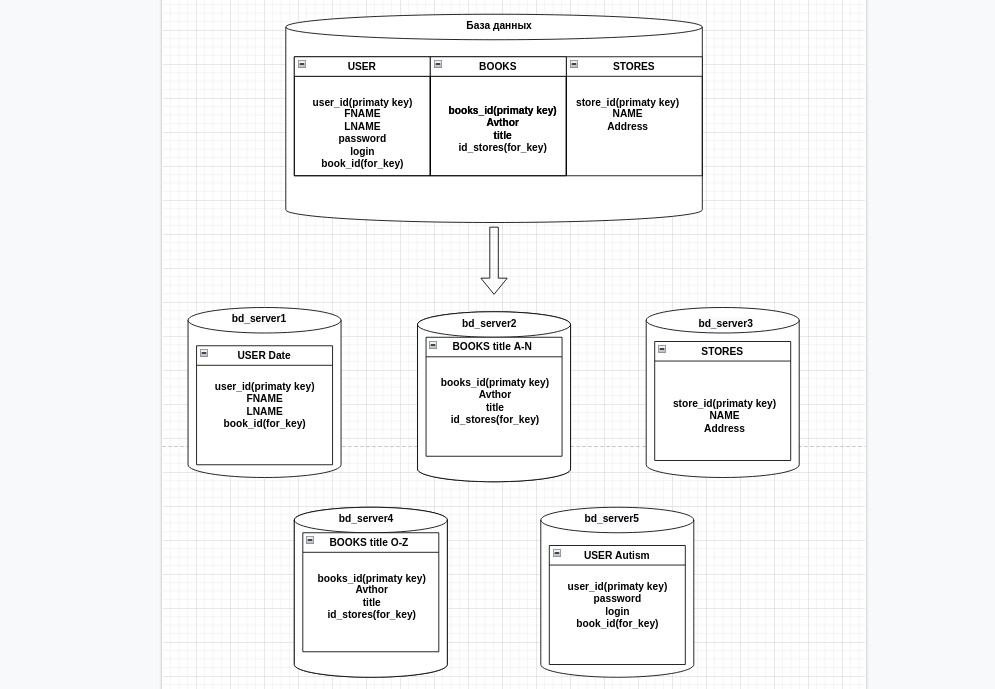 База данных
USER
BOOKS
STORES
user_id(primaty key)
FNAME
LNAME
password
login
book_id(for_key)
books_id(primaty key)
Avthor
title
id_stores(for_key)
store_id(primaty key)
NAME
Address
bd_server1
USER Date
user_id(primaty key)
FNAME
LNAME
book_id(for_key)
bd_server2
BOOKS title A-N
books_id(primaty key)
Avthor
title
id_stores(for_key)
bd_server3
STORES
store_id(primaty key)
NAME
Address
bd_server4
BOOKS title O-Z
books_id(primaty key)
Avthor
title
id_stores(for_key)
bd_server5
USER Autism
user_id(primaty key)
password
login
book_id(for_key)